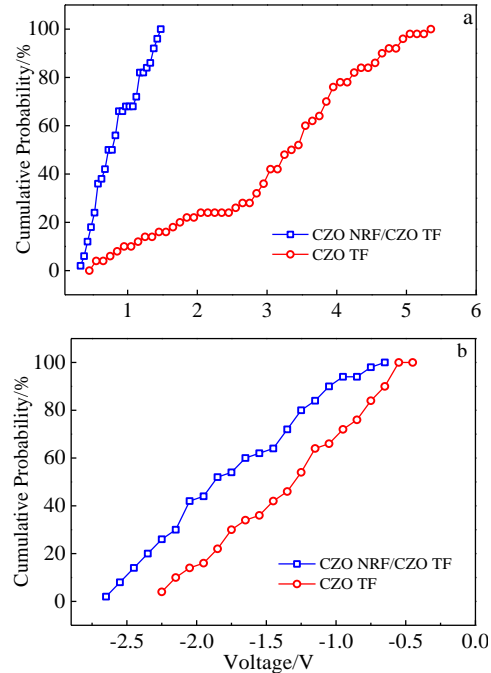 a
Cumulative Probability/%
100
80
60
40
20
0
CZO NRF/CZO TF
CZO TF
1 2 3 4 5 6
b
Cumulative Probability/%
100
80
60
40
20
0
CZO NRF/CZO TF
CZO TF
-2.5 -2.0 -1.5 -1.0 -0.5 0.0
Voltage/V